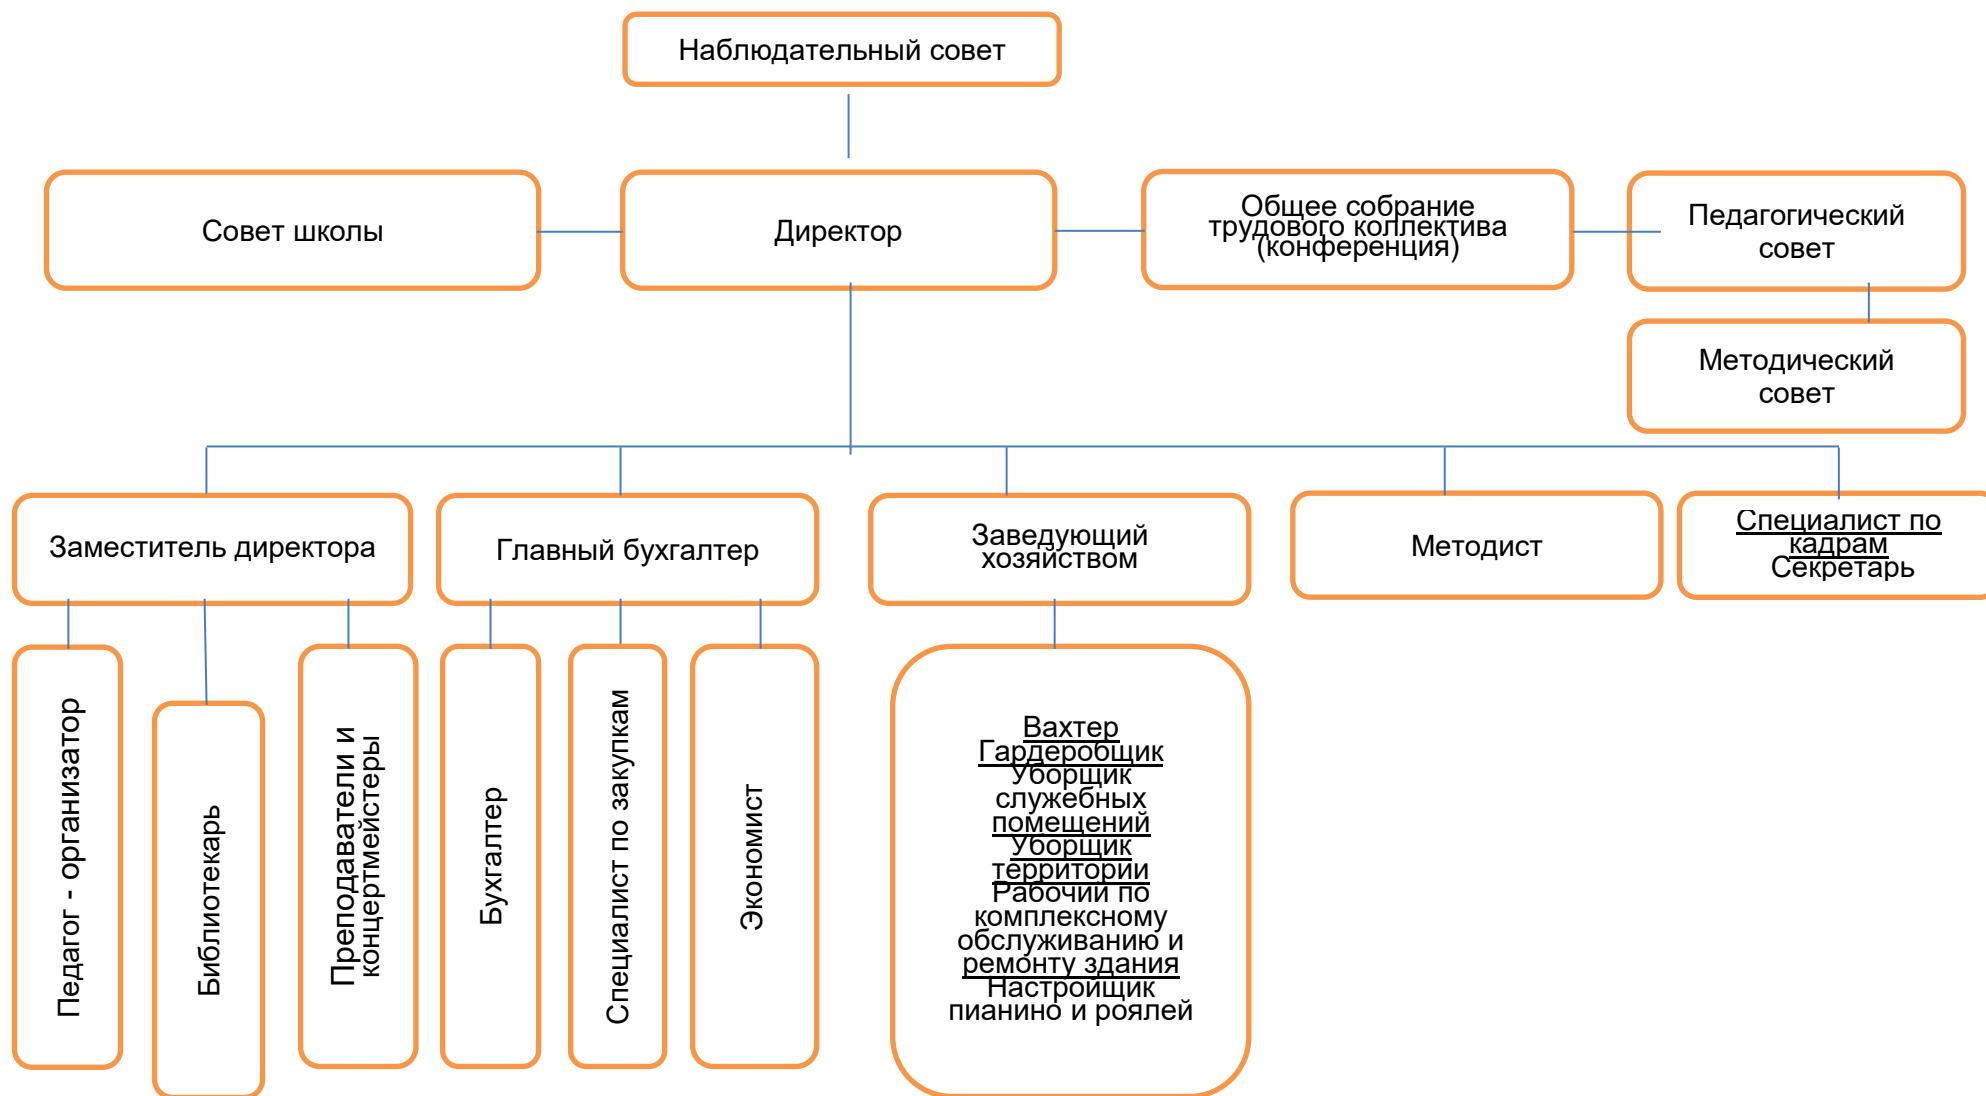 Наблюдательный совет
Совет школы
Директор
Общее собрание
трудового коллектива
(конференция)
Педагогический
совет
Методический
совет
Заместитель директора
Главный бухгалтер
Заведующий
хозяйством
Методист
Специалист по
кадрам
Секретарь
Педагог - организатор
Библиотекарь
Преподаватели и
концертмейстеры
Бухгалтер
Специалист по закупкам
Экономист
Вахтер
Гардеробщик
Уборщик
служебных
помещений
Уборщик
территории
Рабочий по
комплексному
обслуживанию и
ремонту здания
Настройщик
пианино и роялей